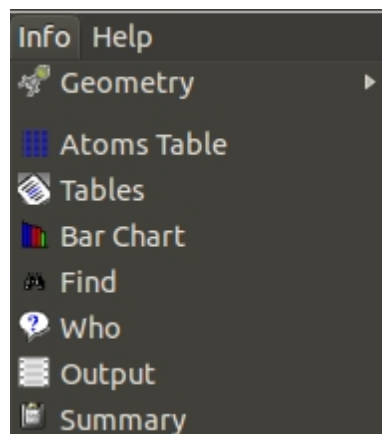 Info Help
Geometry
Atoms Table
Tables
Bar Chart
Find
Who
Output
Summary